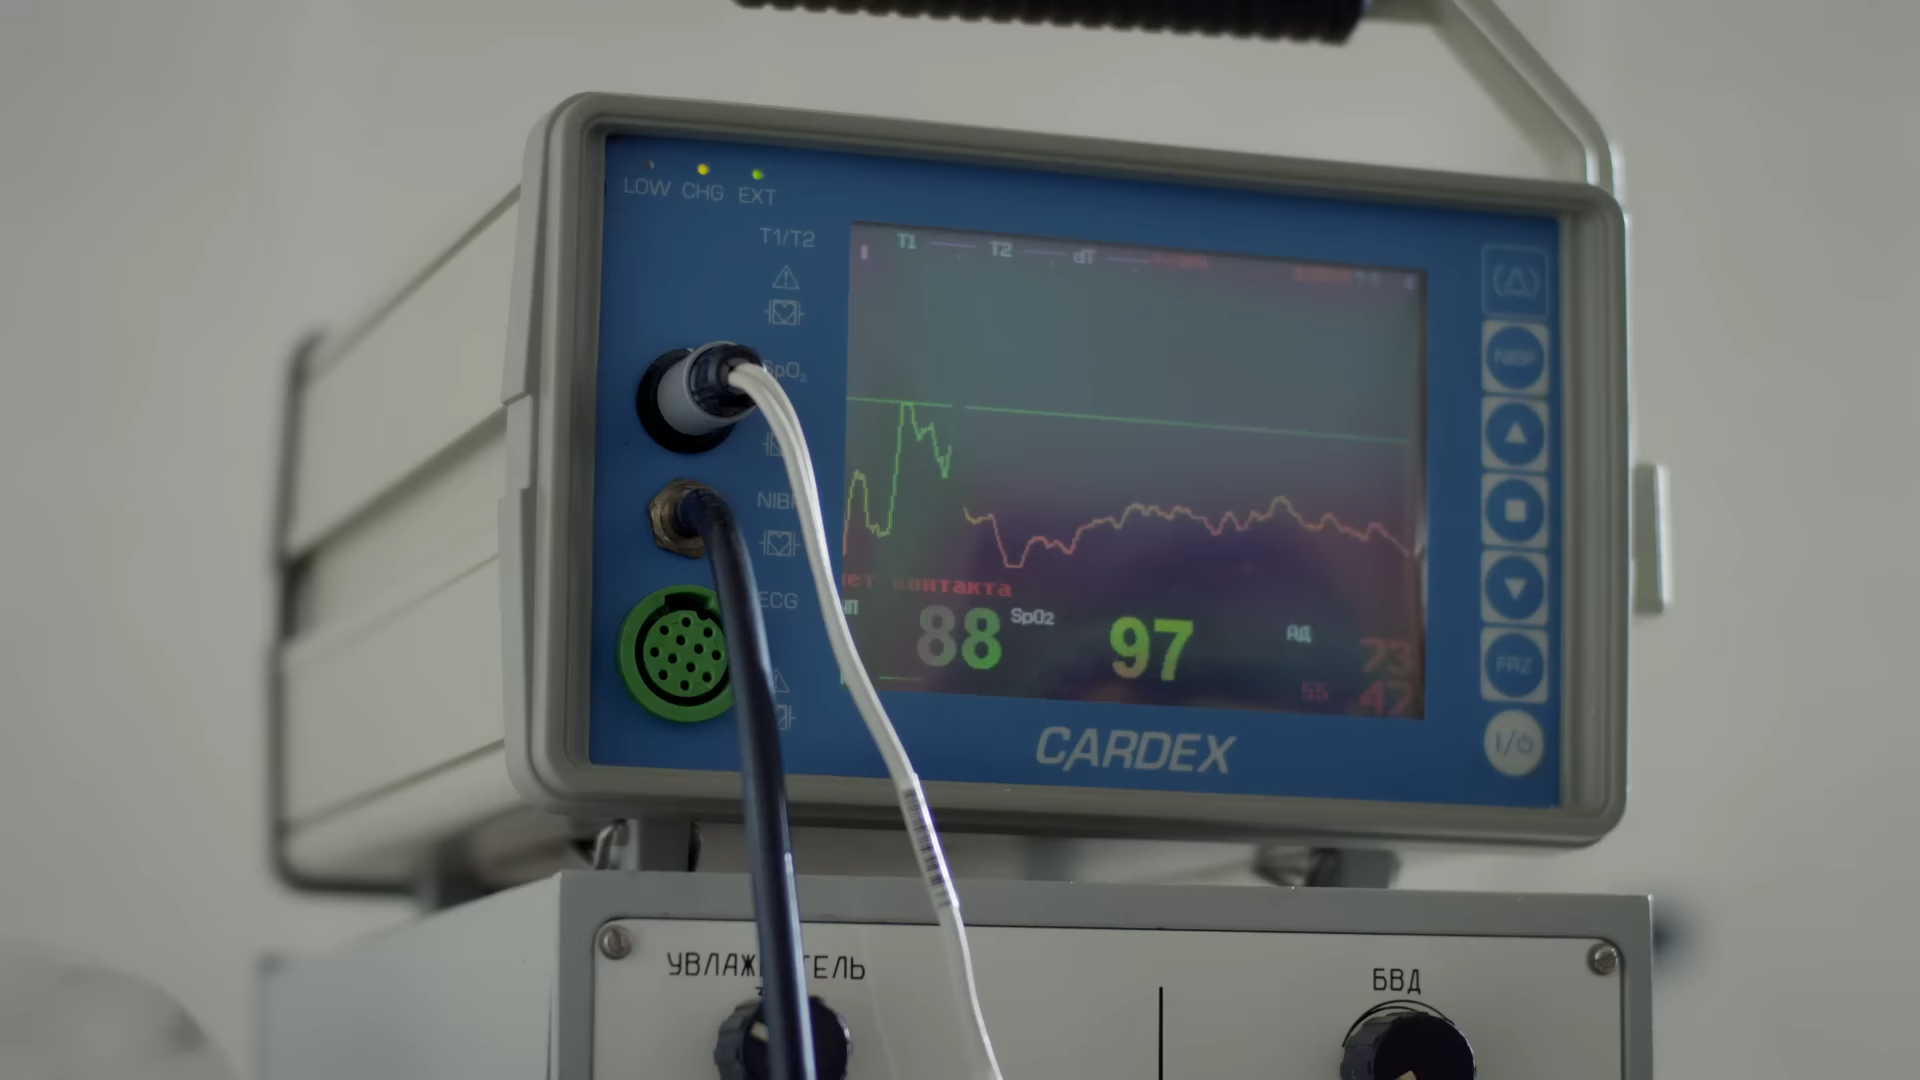 LOW CHG EXT
T1/T2
T1 T2 dT
NIBP
SpO2
NIBP
ECG
контакта
88 SpO2 97 АД 73
55 47
FRZ
I/
CARDEX
УВЛАЖ ТЕЛЬ
БВД